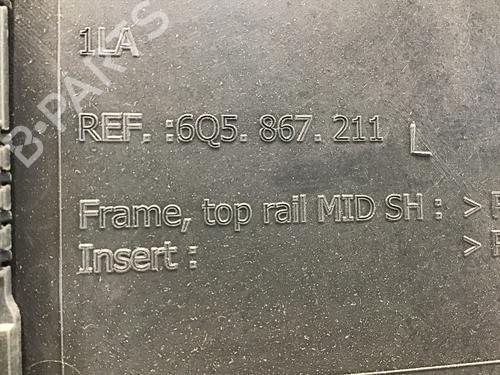 B-PARTS
1LA
REF. :6Q5. 867. 211 L
Frame, top rail MID SH : > P
Insert : > P